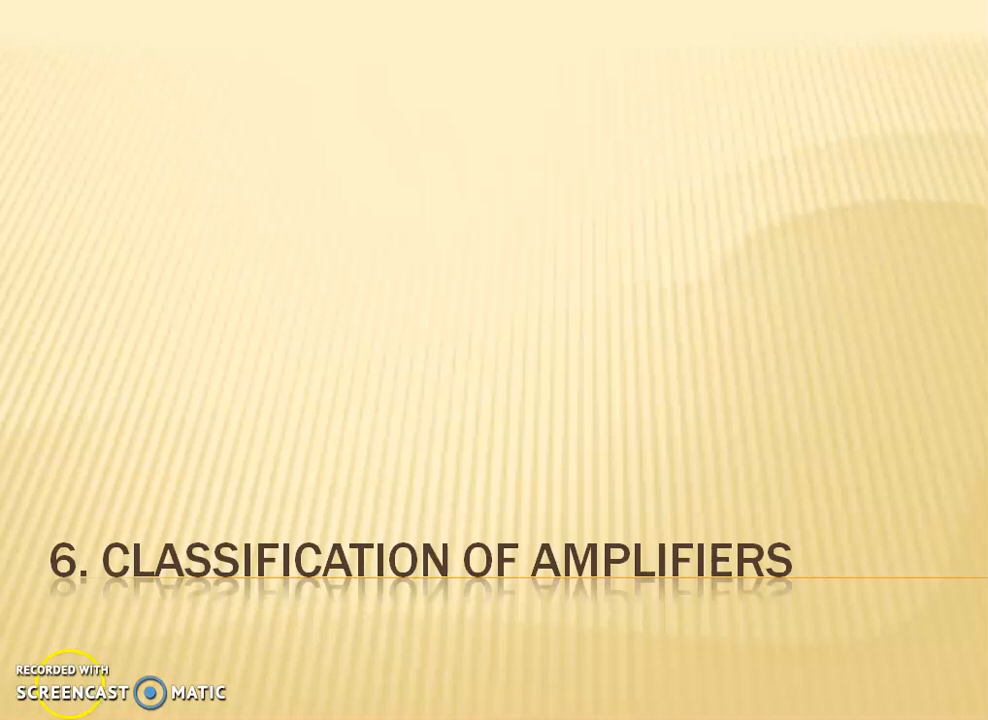 6. CLASSIFICATION OF AMPLIFIERS
RECORDED WITH
SCREENCAST MATIC